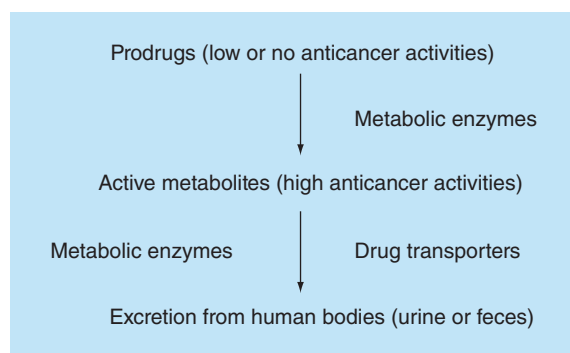 Prodrugs (low or no anticancer activities)
Metabolic enzymes
Active metabolites (high anticancer activities)
Metabolic enzymes
Drug transporters
Excretion from human bodies (urine or feces)